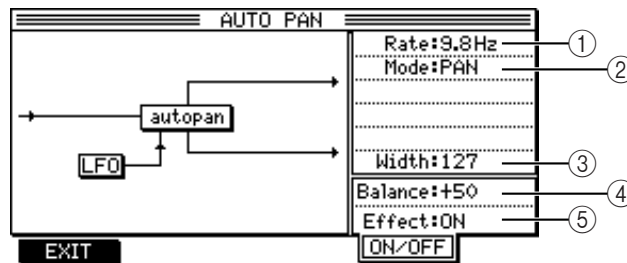 AUTO PAN
Rate:9.8Hz
①
Mode:PAN
②
autopan
LFO
Width:127
③
Balance:+50
④
Effect:ON
⑤
EXIT
ON/OFF